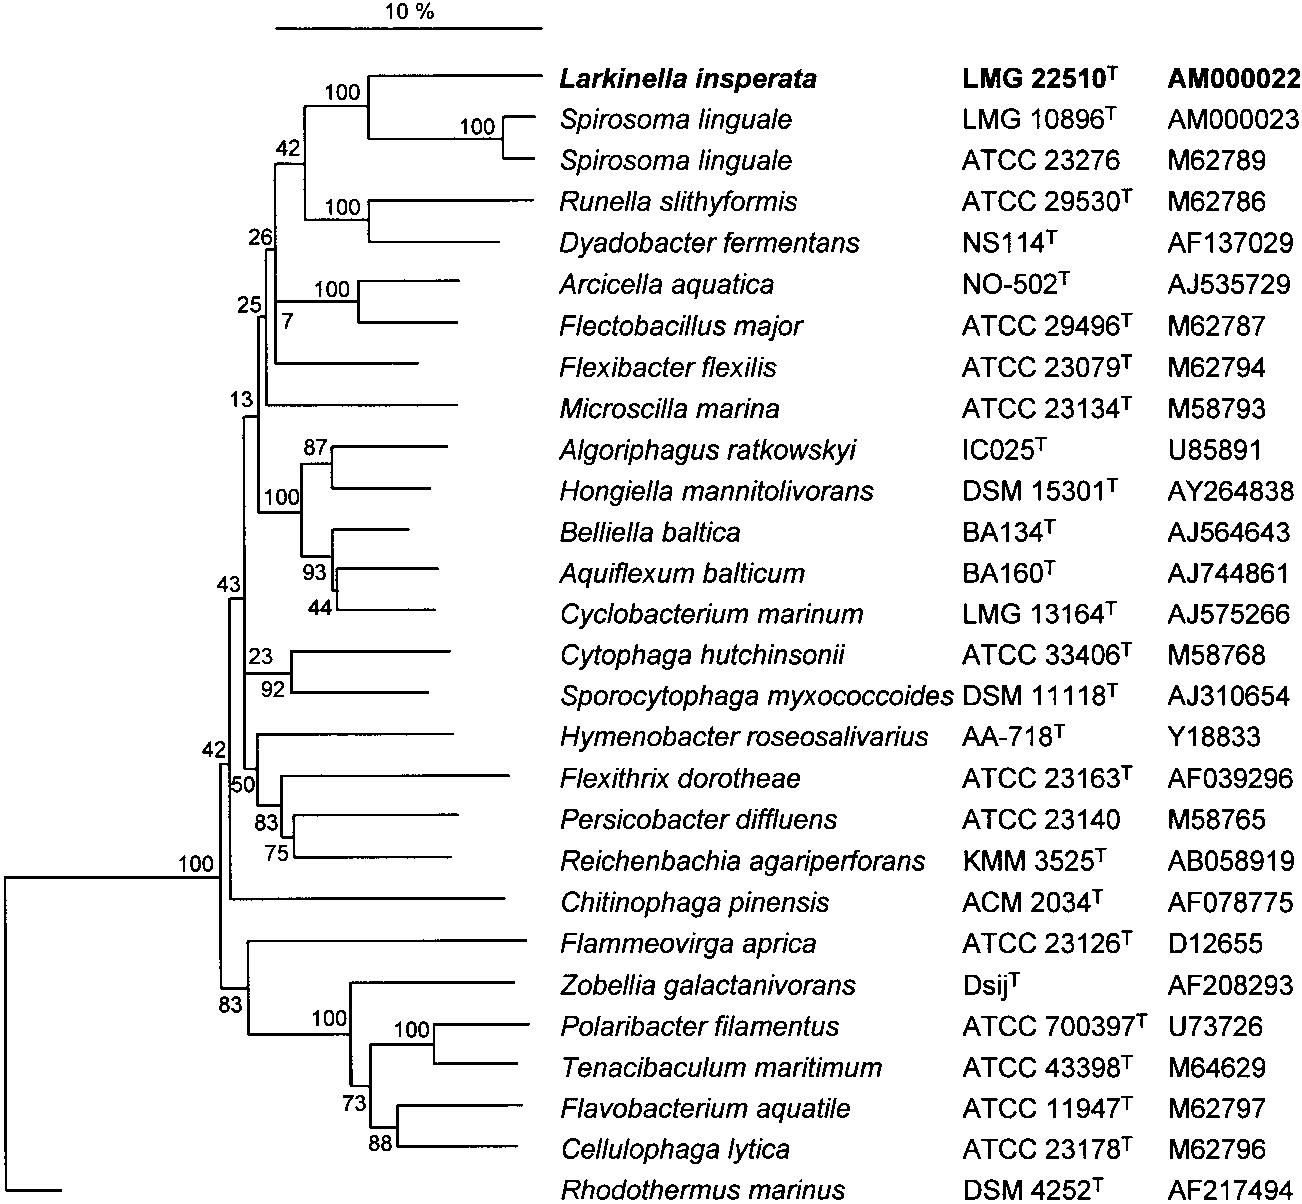 10 %
Larkinella insperata LMG 22510ᵀ AM000022
100
Spirosoma linguale LMG 10896ᵀ AM000023
100
Spirosoma linguale ATCC 23276 M62789
42
Runella slithyformis ATCC 29530ᵀ M62786
100
Dyadobacter fermentans NS114ᵀ AF137029
26
Arcicella aquatica NO-502ᵀ AJ535729
100
25
7
Flectobacillus major ATCC 29496ᵀ M62787
Flexibacter flexilis ATCC 23079ᵀ M62794
13
Microscilla marina ATCC 23134ᵀ M58793
87
Algoriphagus ratkowskyi IC025ᵀ U85891
100
Hongiella mannitolivorans DSM 15301ᵀ AY264838
Belliella baltica BA134ᵀ AJ564643
93
Aquiflexum balticum BA160ᵀ AJ744861
43
44
Cyclobacterium marinum LMG 13164ᵀ AJ575266
23
Cytophaga hutchinsonii ATCC 33406ᵀ M58768
92
Sporocytophaga myxococcoides DSM 11118ᵀ AJ310654
Hymenobacter roseosalivarius AA-718ᵀ Y18833
42
50
Flexithrix dorotheae ATCC 23163ᵀ AF039296
83
Persicobacter diffluens ATCC 23140 M58765
75
100
Reichenbachia agariperforans KMM 3525ᵀ AB058919
Chitinophaga pinensis ACM 2034ᵀ AF078775
Flammeovirga aprica ATCC 23126ᵀ D12655
83
Zobellia galactanivorans Dsijᵀ AF208293
100
100
Polaribacter filamentus ATCC 700397ᵀ U73726
Tenacibaculum maritimum ATCC 43398ᵀ M64629
73
Flavobacterium aquatile ATCC 11947ᵀ M62797
88
Cellulophaga lytica ATCC 23178ᵀ M62796
Rhodothermus marinus DSM 4252ᵀ AF217494